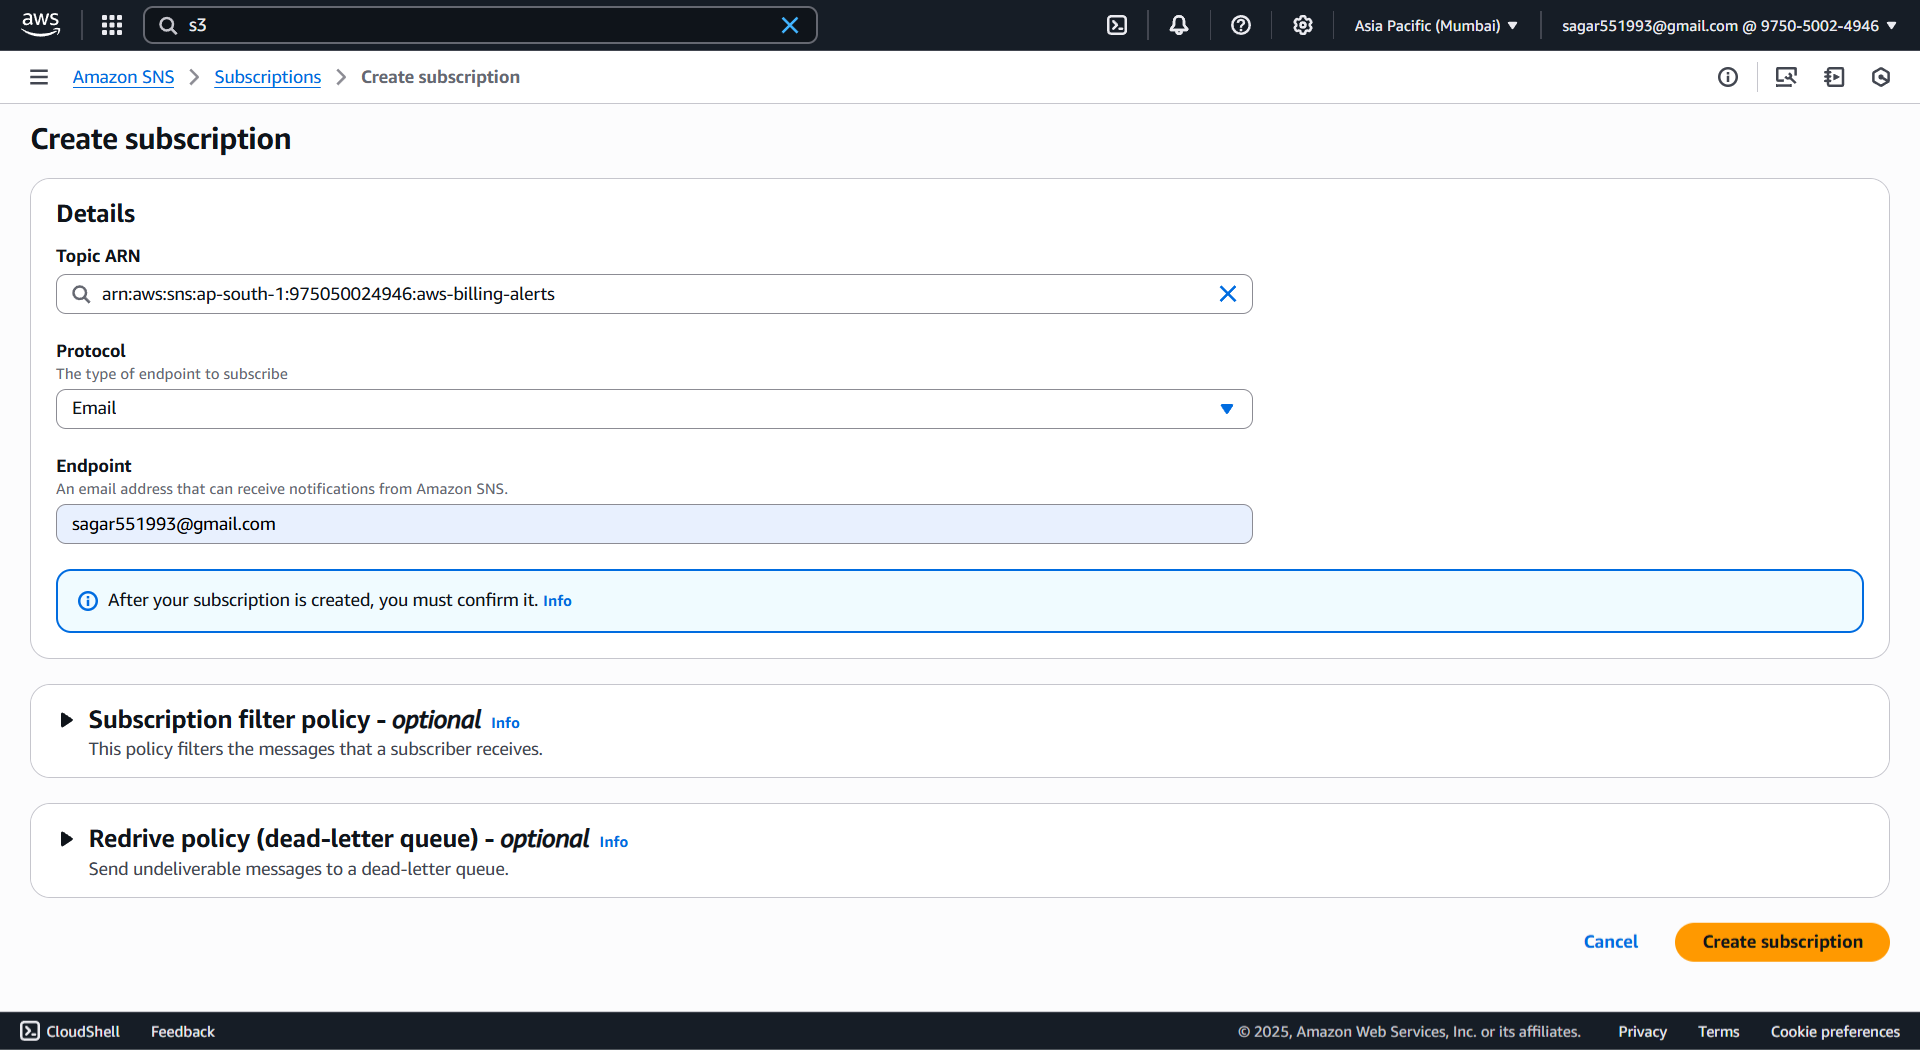 aws
s3
Asia Pacific (Mumbai)
sagar551993@gmail.com @ 9750-5002-4946
Amazon SNS
Subscriptions
Create subscription
Create subscription
Details
Topic ARN
arn:aws:sns:ap-south-1:975050024946:aws-billing-alerts
Protocol
The type of endpoint to subscribe
Email
Endpoint
An email address that can receive notifications from Amazon SNS.
sagar551993@gmail.com
After your subscription is created, you must confirm it. Info
Subscription filter policy - optional Info
This policy filters the messages that a subscriber receives.
Redrive policy (dead-letter queue) - optional Info
Send undeliverable messages to a dead-letter queue.
Cancel
Create subscription
CloudShell
Feedback
© 2025, Amazon Web Services, Inc. or its affiliates.
Privacy
Terms
Cookie preferences